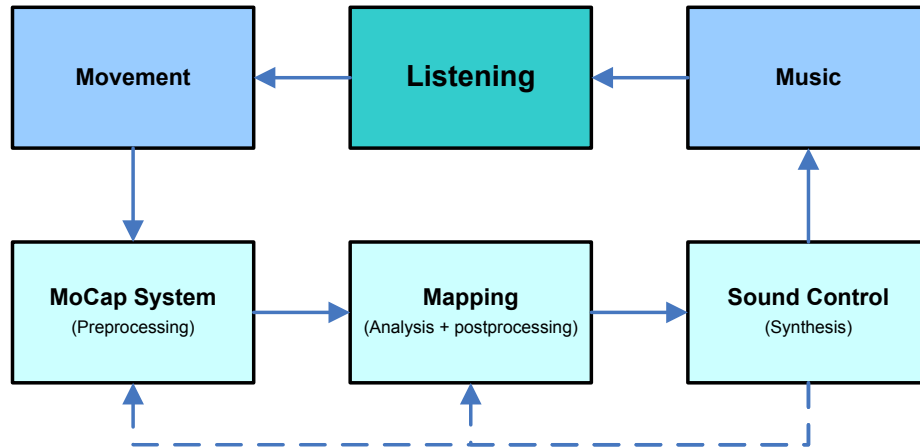 Movement
Listening
Music
MoCap System
(Preprocessing)
Mapping
(Analysis + postprocessing)
Sound Control
(Synthesis)